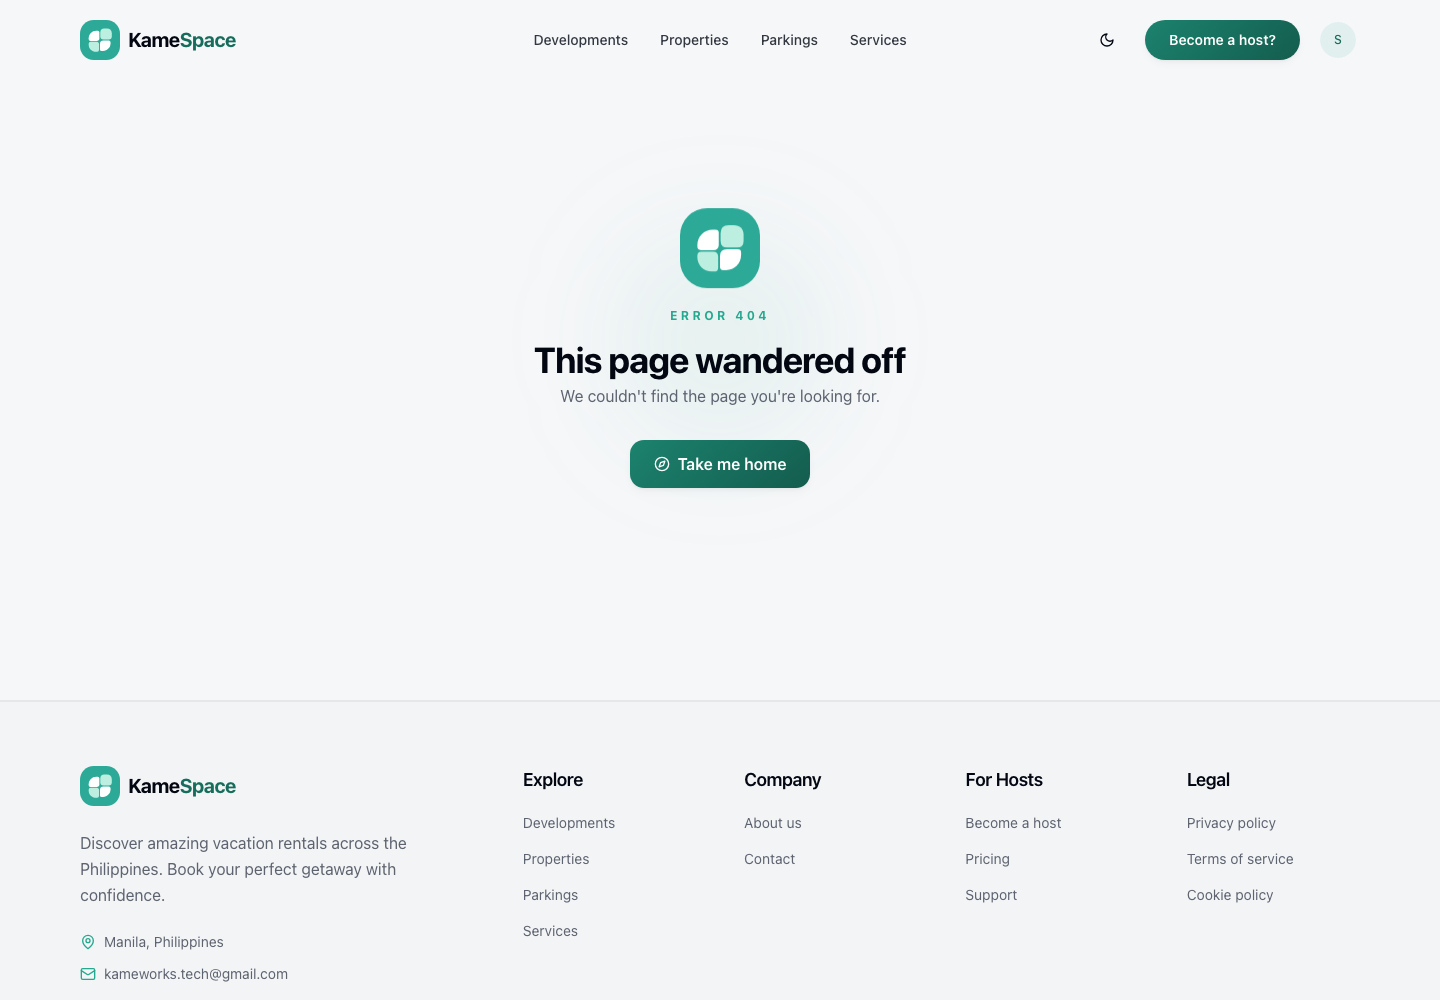 KameSpace
Developments
Properties
Parkings
Services
Become a host?
S
ERROR 404
This page wandered off
We couldn't find the page you're looking for.
Take me home
KameSpace
Discover amazing vacation rentals across the
Philippines. Book your perfect getaway with
confidence.
Manila, Philippines
kameworks.tech@gmail.com
Explore
Developments
Properties
Parkings
Services
Company
About us
Contact
For Hosts
Become a host
Pricing
Support
Legal
Privacy policy
Terms of service
Cookie policy